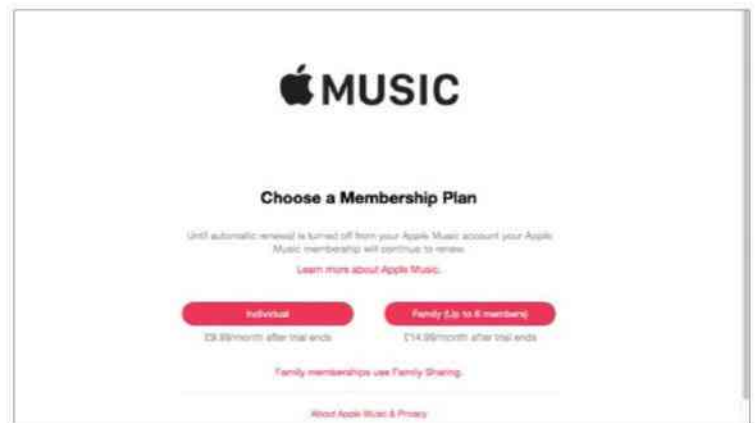 MUSIC
Choose a Membership Plan
Until automatic renewal is turned off from your Apple Music account your Apple
Music membership will continue to renew.
Learn more about Apple Music.
Individual
Family (Up to 6 members)
£9.99/month after trial ends
£14.99/month after trial ends
Family memberships use Family Sharing.
About Apple Music & Privacy